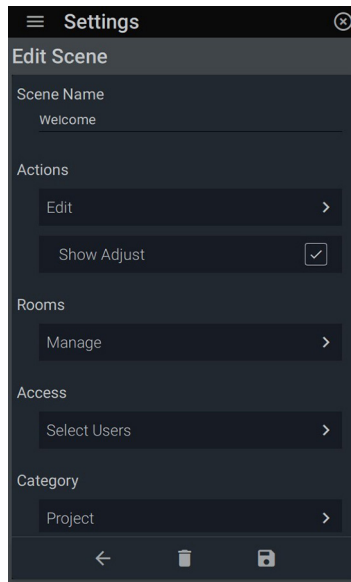 Settings
Edit Scene
Scene Name
Welcome
Actions
Edit
Show Adjust
Rooms
Manage
Access
Select Users
Category
Project